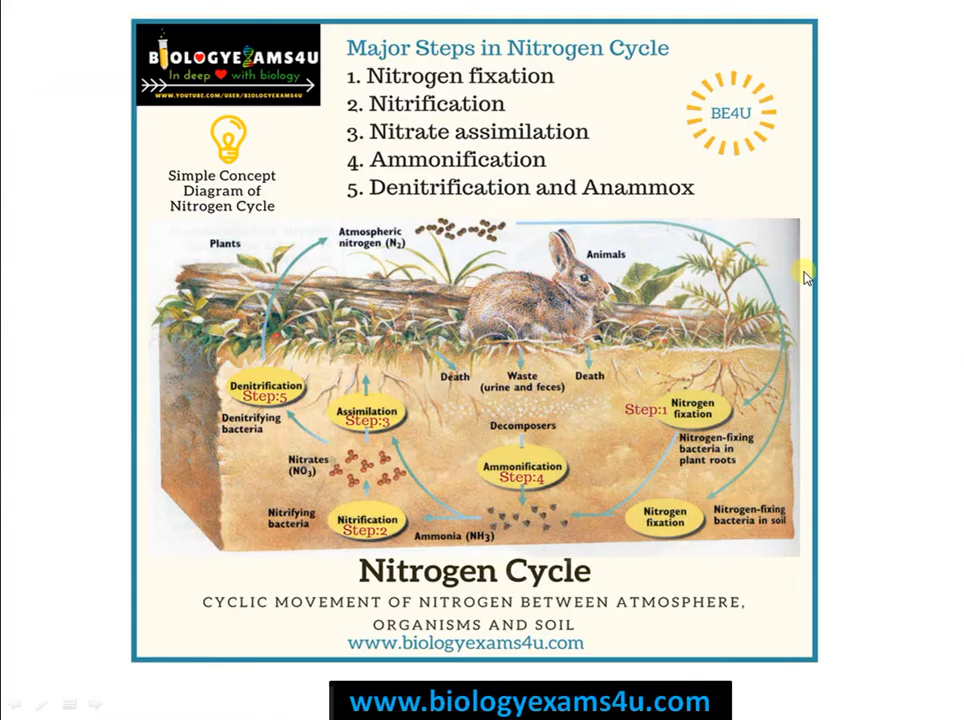 BIOLOGYEXAMS4U
In deep with biology
WWW.YOUTUBE.COM/USER/BIOLOGYEXAMS4U
Simple Concept
Diagram of
Nitrogen Cycle
Major Steps in Nitrogen Cycle
1. Nitrogen fixation
2. Nitrification
3. Nitrate assimilation
4. Ammonification
5. Denitrification and Anammox
BE4U
Plants
Atmospheric
nitrogen (N₂)
Animals
Death
Waste
(urine and feces)
Death
Denitrification
Step:5
Denitrifying
bacteria
Assimilation
Step:3
Decomposers
Step:1
Nitrogen
fixation
Nitrogen-fixing
bacteria in
plant roots
Nitrates
(NO₃)
Ammonification
Step:4
Nitrifying
bacteria
Nitrification
Step:2
Ammonia (NH₃)
Nitrogen
fixation
Nitrogen-fixing
bacteria in soil
Nitrogen Cycle
CYCLIC MOVEMENT OF NITROGEN BETWEEN ATMOSPHERE,
ORGANISMS AND SOIL
www.biologyexams4u.com
www.biologyexams4u.com